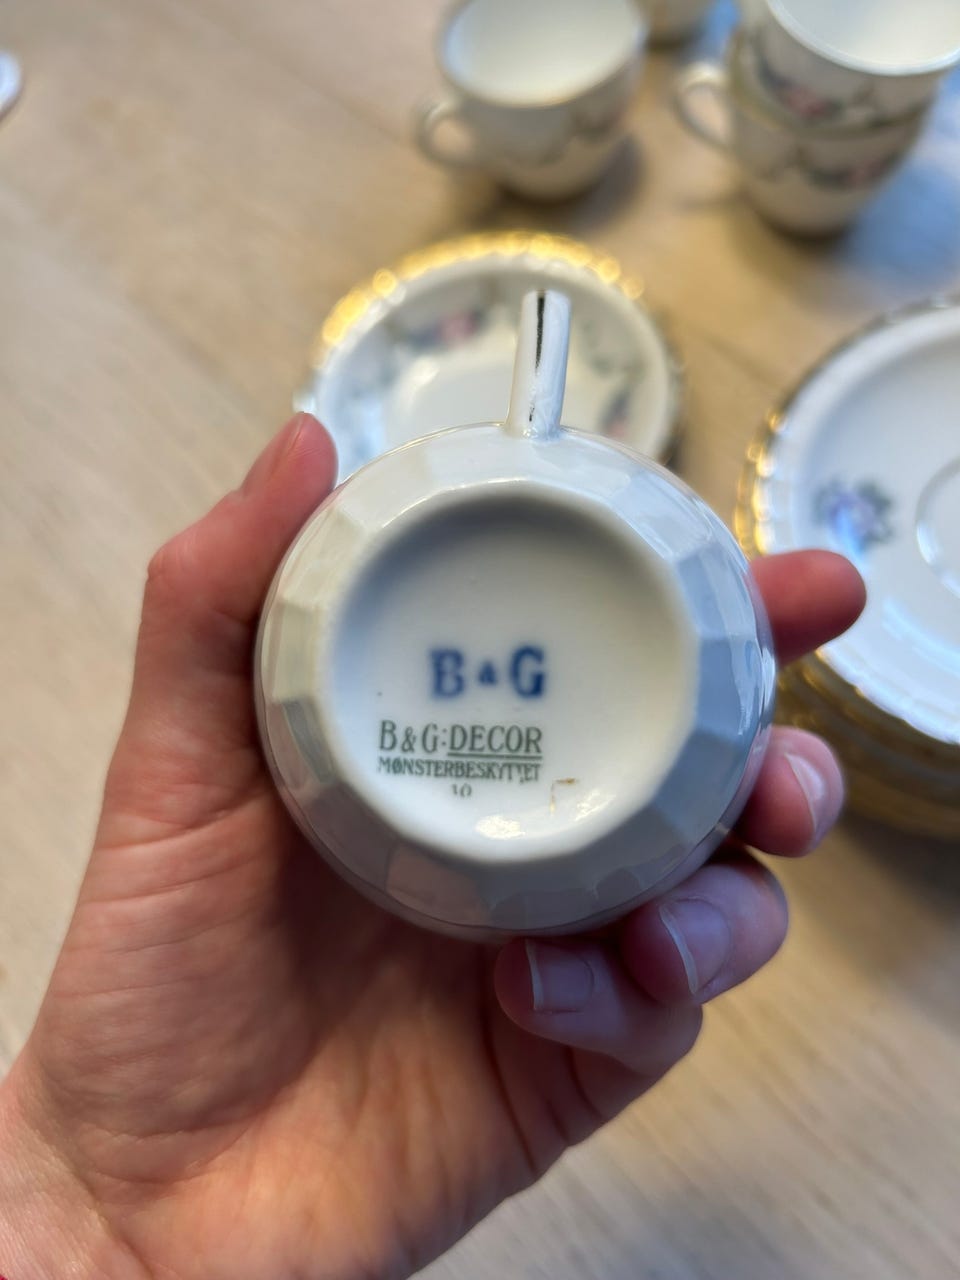 B & G
B & G: DECOR
MØNSTERBESKYTTET
10